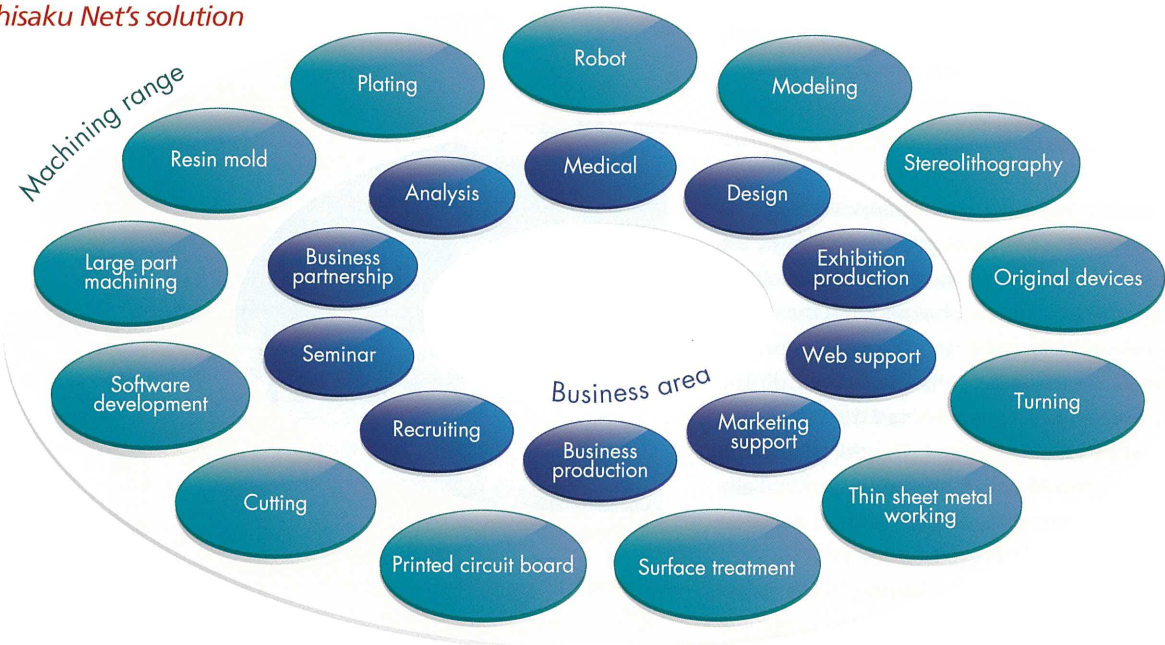 hisaku Net's solution
Machining range
Robot
Modeling
Stereolithography
Original devices
Turning
Thin sheet metal
working
Surface treatment
Printed circuit board
Cutting
Software
development
Large part
machining
Resin mold
Plating
Business area
Medical
Design
Exhibition
production
Web support
Marketing
support
Business
production
Recruiting
Seminar
Business
partnership
Analysis